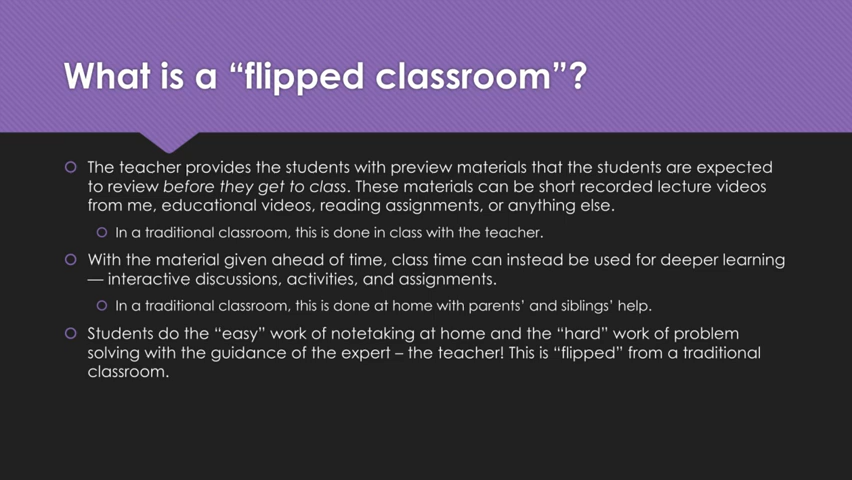 What is a “flipped classroom”?
The teacher provides the students with preview materials that the students are expected
to review before they get to class. These materials can be short recorded lecture videos
from me, educational videos, reading assignments, or anything else.
In a traditional classroom, this is done in class with the teacher.
With the material given ahead of time, class time can instead be used for deeper learning
— interactive discussions, activities, and assignments.
In a traditional classroom, this is done at home with parents’ and siblings’ help.
Students do the “easy” work of notetaking at home and the “hard” work of problem
solving with the guidance of the expert – the teacher! This is “flipped” from a traditional
classroom.